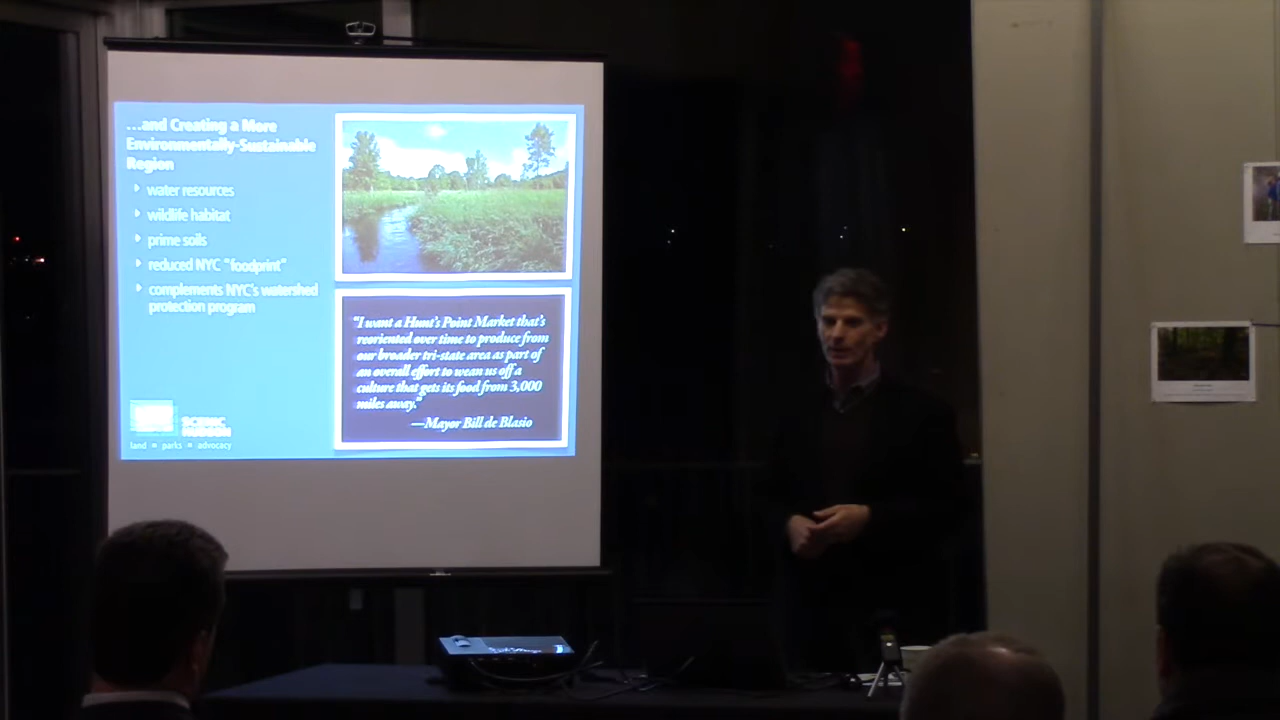 ...and Creating a More
Environmentally-Sustainable
Region
water resources
wildlife habitat
prime soils
reduced NYC "foodprint"
complements NYC's watershed
protection program
"I want a Hunt's Point Market that's
reoriented over time to produce from
our broader tri-state area as part of
an overall effort to wean us off a
culture that gets its food from 3,000
miles away."
—Mayor Bill de Blasio
SCENIC
HUDSON
land parks advocacy